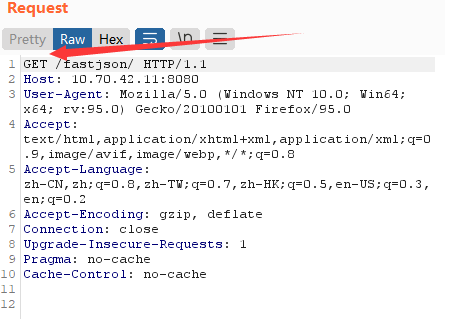 Request
Pretty Raw Hex \n
1 GET /fastjson/ HTTP/1.1
2 Host: 10.70.42.11:8080
3 User-Agent: Mozilla/5.0 (Windows NT 10.0; Win64;
x64; rv:95.0) Gecko/20100101 Firefox/95.0
4 Accept:
text/html,application/xhtml+xml,application/xml;q=0
.9,image/avif,image/webp,*/*;q=0.8
5 Accept-Language:
zh-CN,zh;q=0.8,zh-TW;q=0.7,zh-HK;q=0.5,en-US;q=0.3,
en;q=0.2
6 Accept-Encoding: gzip, deflate
7 Connection: close
8 Upgrade-Insecure-Requests: 1
9 Pragma: no-cache
10 Cache-Control: no-cache
11
12